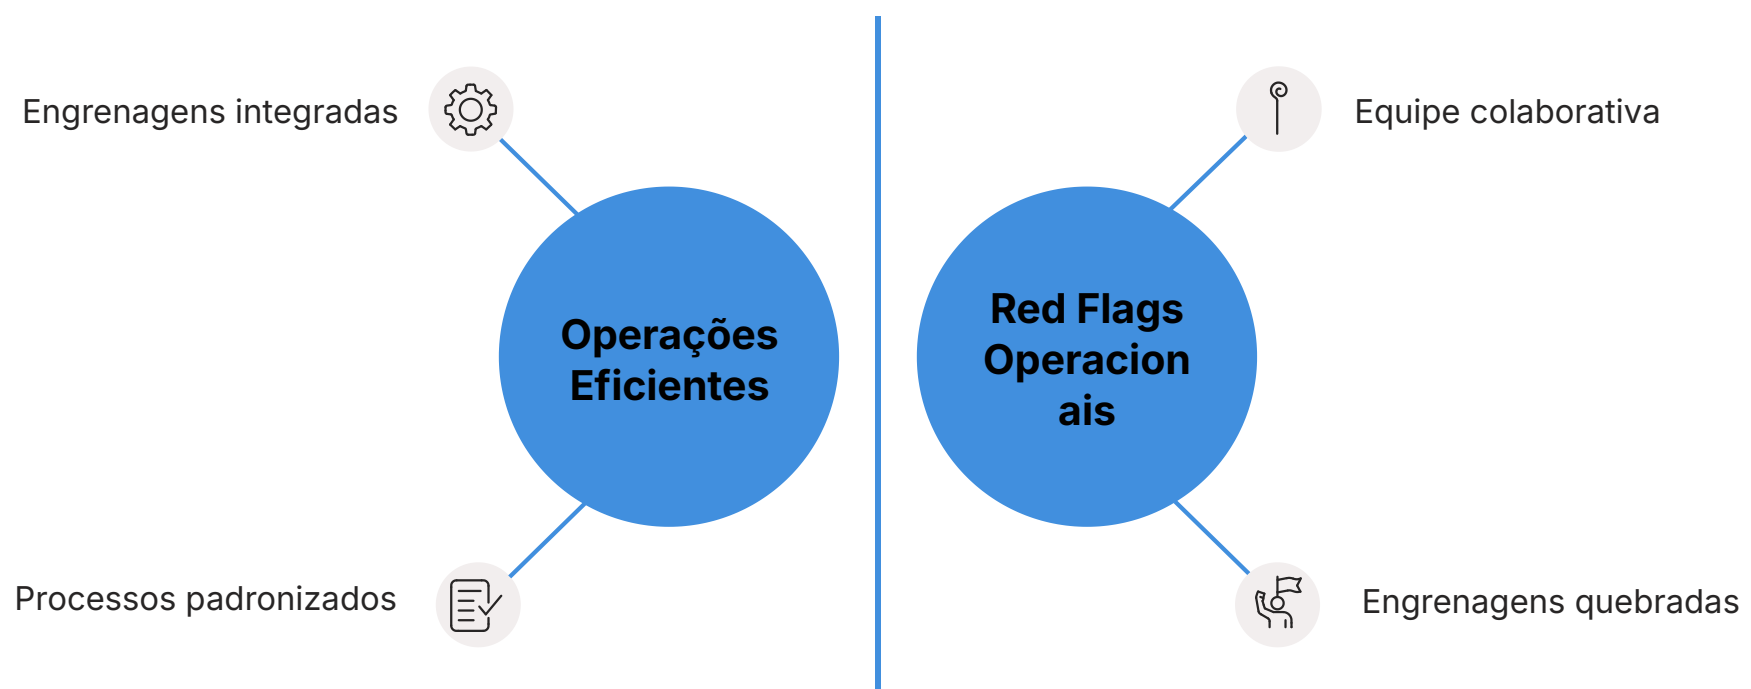 Engrenagens integradas
Processos padronizados
Operações
Eficientes
Red Flags
Operacion
ais
Equipe colaborativa
Engrenagens quebradas